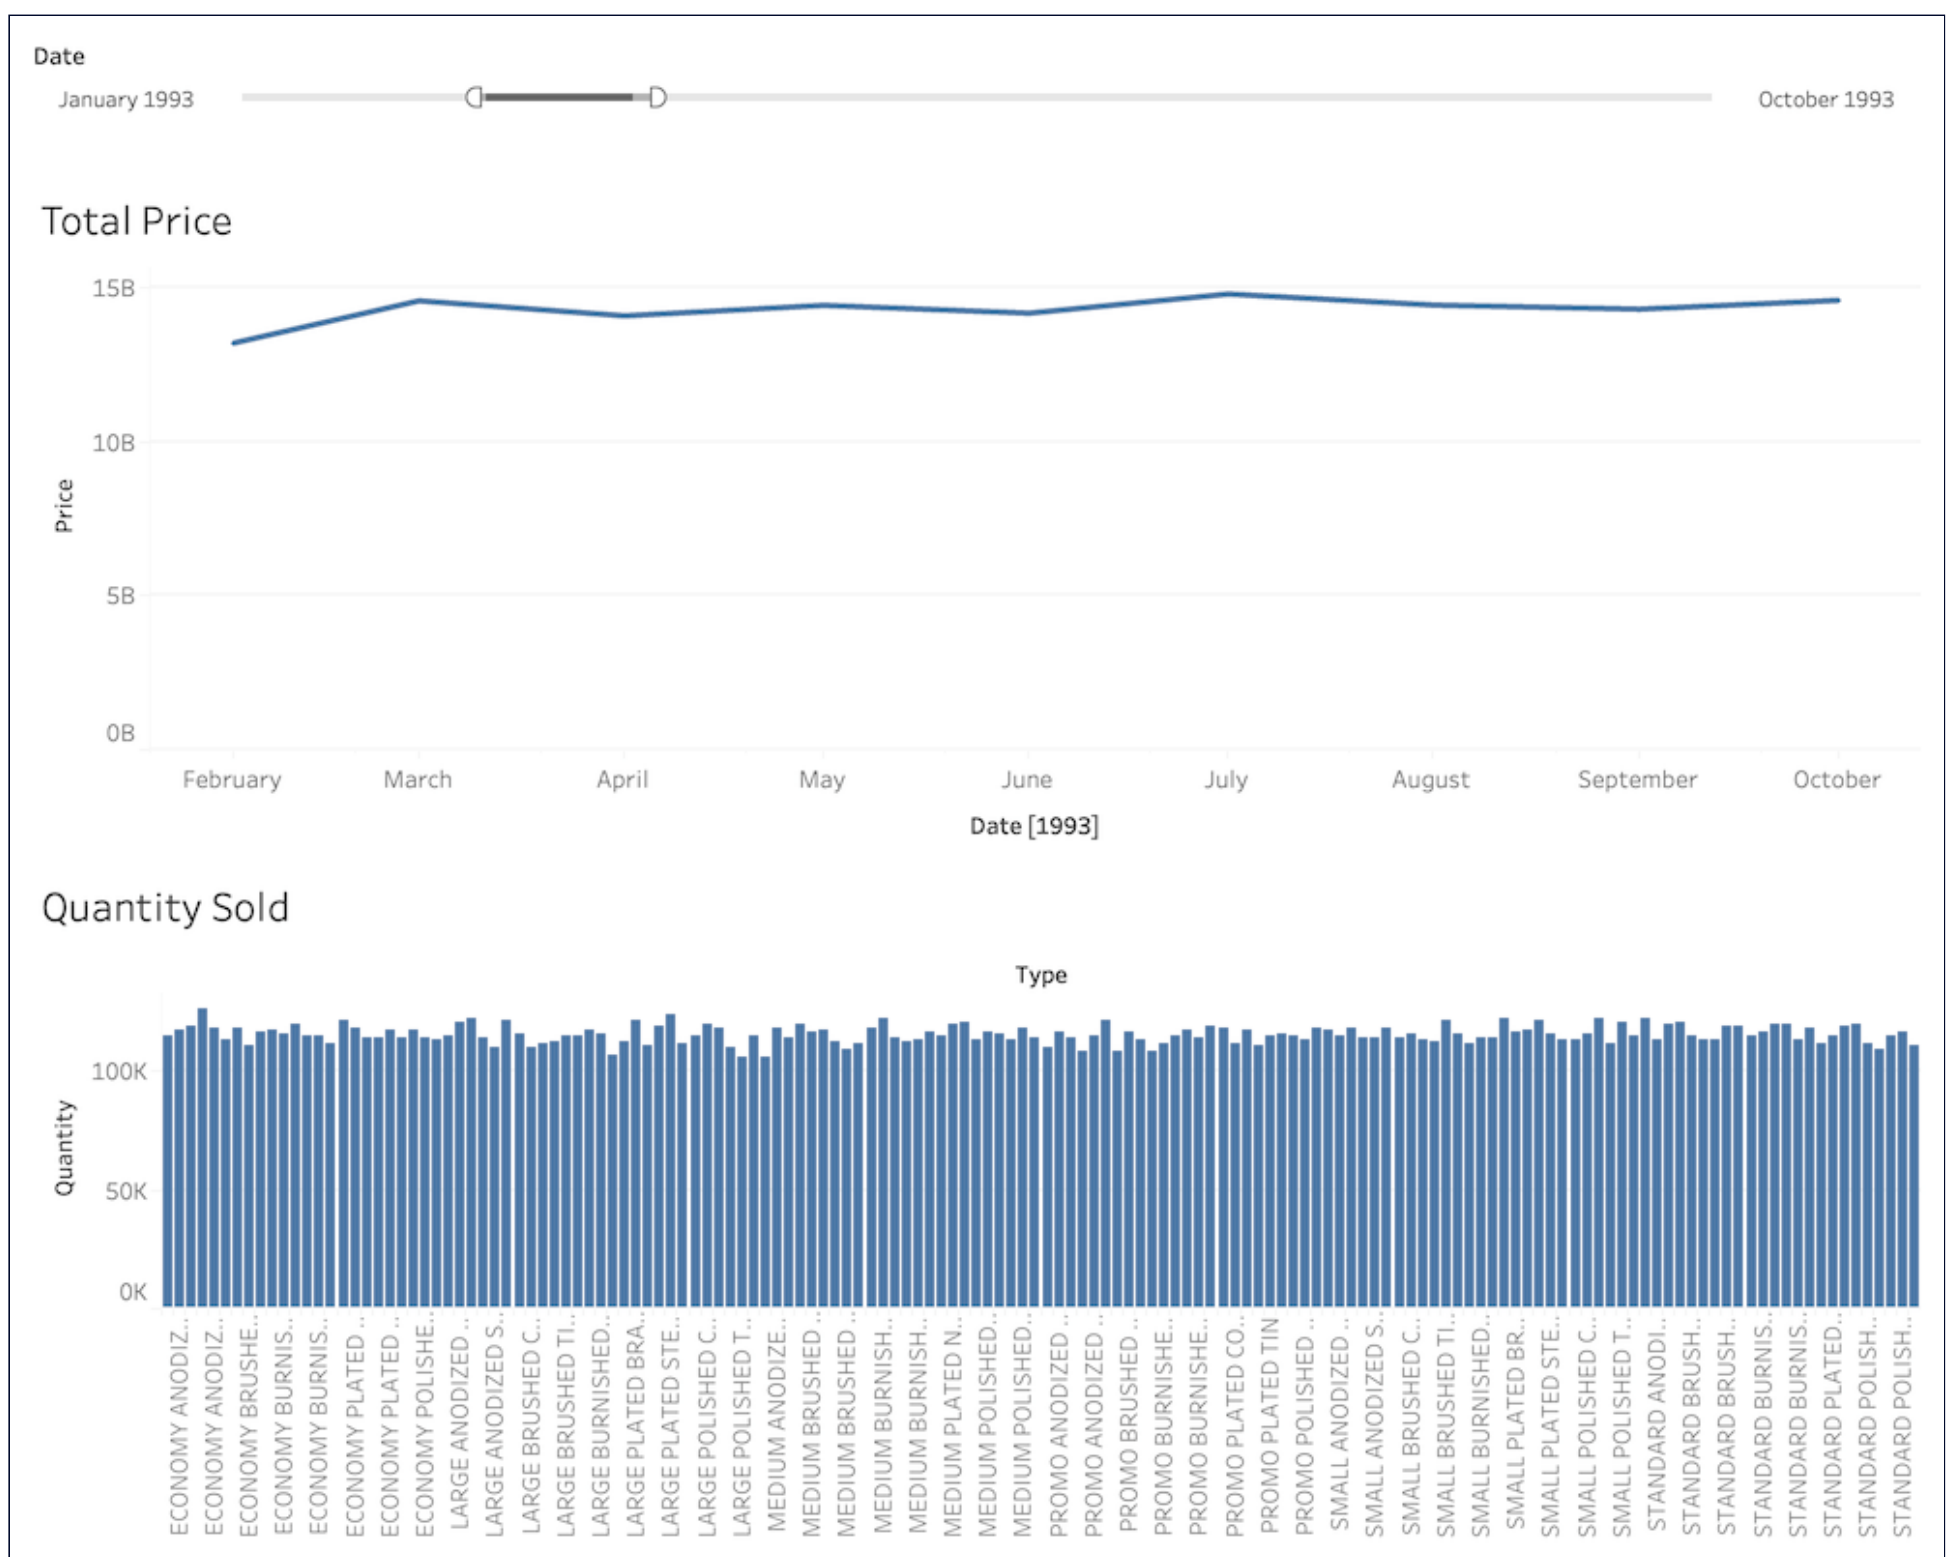 Date
January 1993 October 1993
Total Price
15B
10B
5B
0B
Price
February March April May June July August September October
Date [1993]
Quantity Sold
Type
100K
50K
0K
Quantity
ECONOMY ANODIZ..
ECONOMY ANODIZ..
ECONOMY BRUSHE..
ECONOMY BURNIS..
ECONOMY BURNIS..
ECONOMY PLATED ..
ECONOMY PLATED ..
ECONOMY POLISHE..
LARGE ANODIZED ..
LARGE ANODIZED S..
LARGE BRUSHED C..
LARGE BRUSHED TI..
LARGE BURNISHED..
LARGE PLATED BRA..
LARGE PLATED STE..
LARGE POLISHED C..
LARGE POLISHED T..
MEDIUM ANODIZE..
MEDIUM BRUSHED ..
MEDIUM BRUSHED ..
MEDIUM BURNISH..
MEDIUM BURNISH..
MEDIUM PLATED N..
MEDIUM POLISHED..
MEDIUM POLISHED..
PROMO ANODIZED ..
PROMO ANODIZED ..
PROMO BRUSHED ..
PROMO BURNISHE..
PROMO BURNISHE..
PROMO PLATED CO..
PROMO PLATED TIN
PROMO POLISHED ..
SMALL ANODIZED ..
SMALL ANODIZED S..
SMALL BRUSHED C..
SMALL BRUSHED TI..
SMALL BURNISHED..
SMALL PLATED BR..
SMALL PLATED STE..
SMALL POLISHED C..
SMALL POLISHED T..
STANDARD ANODI..
STANDARD BRUSH..
STANDARD BRUSH..
STANDARD BURNIS..
STANDARD BURNIS..
STANDARD PLATED..
STANDARD POLISH..
STANDARD POLISH..